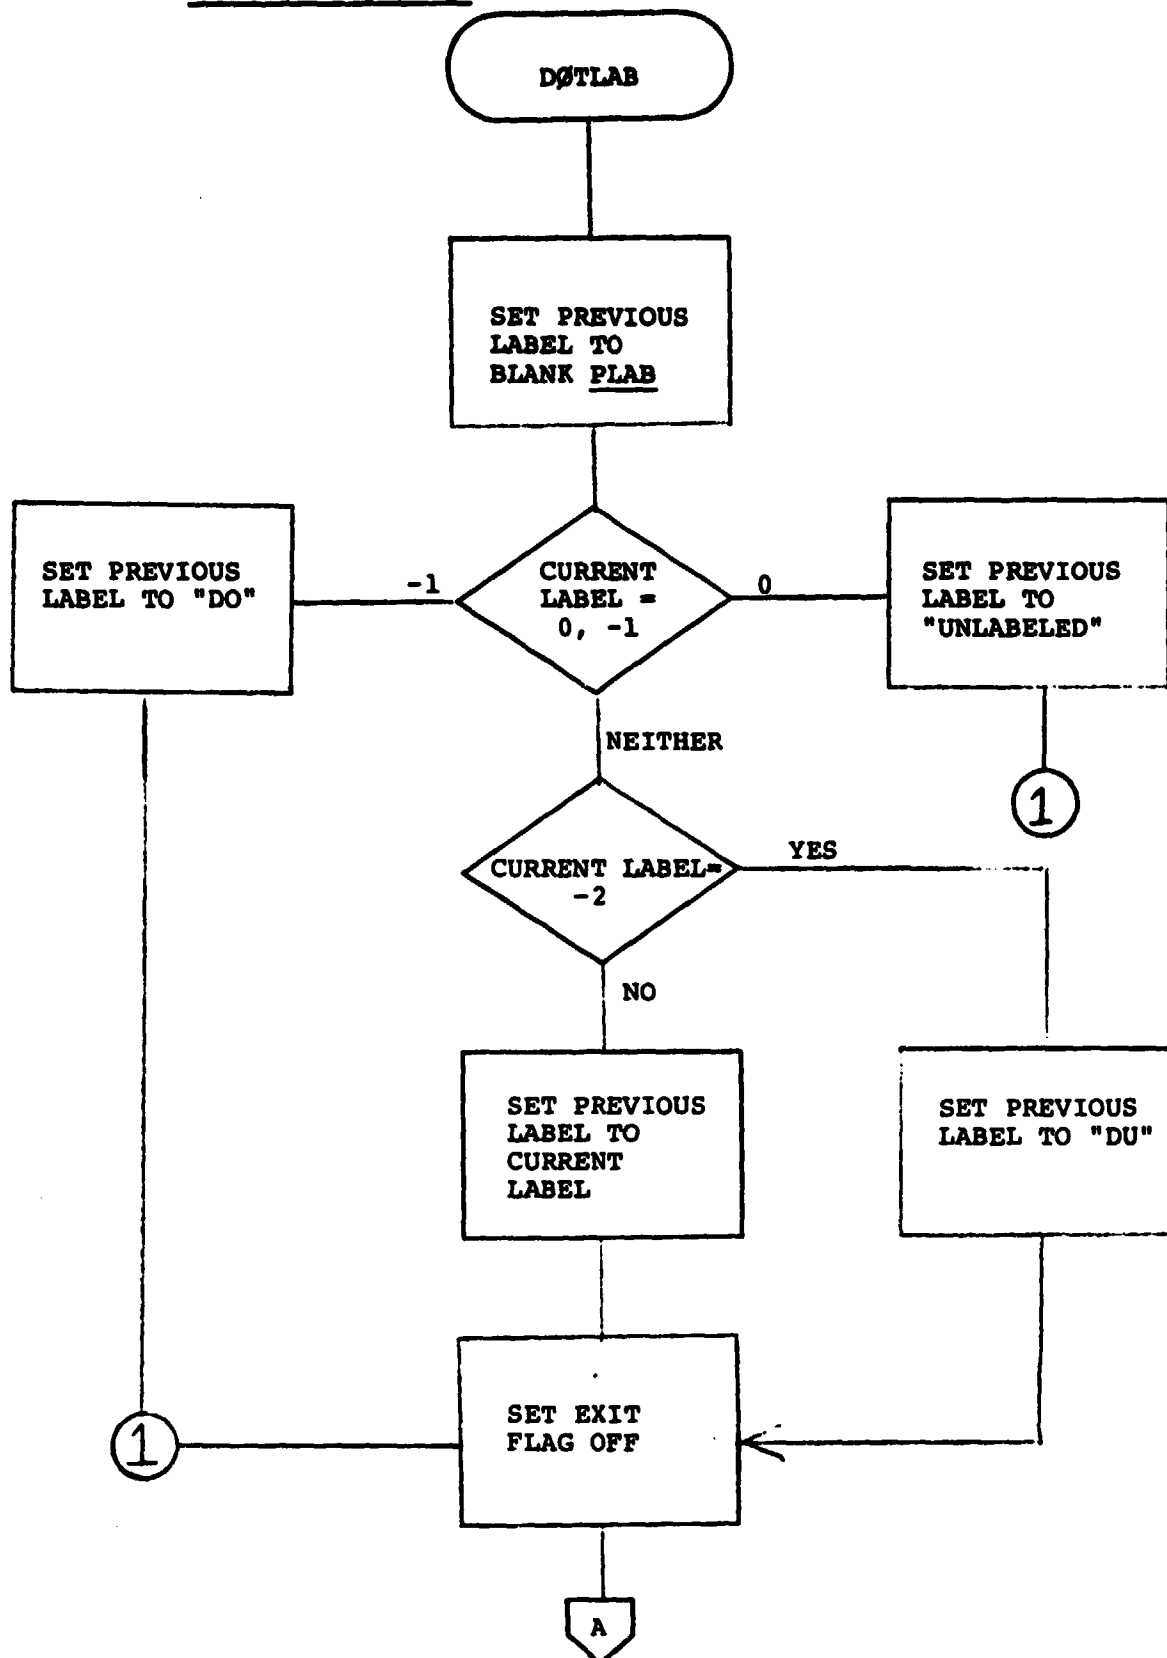 DØTLAB
SET PREVIOUS
LABEL TO
BLANK PLAB
SET PREVIOUS
LABEL TO "DO"
-1
CURRENT
LABEL =
0, -1
0
SET PREVIOUS
LABEL TO
"UNLABELED"
NEITHER
1
CURRENT LABEL=
-2
YES
NO
SET PREVIOUS
LABEL TO
CURRENT
LABEL
SET PREVIOUS
LABEL TO "DU"
1
SET EXIT
FLAG OFF
A